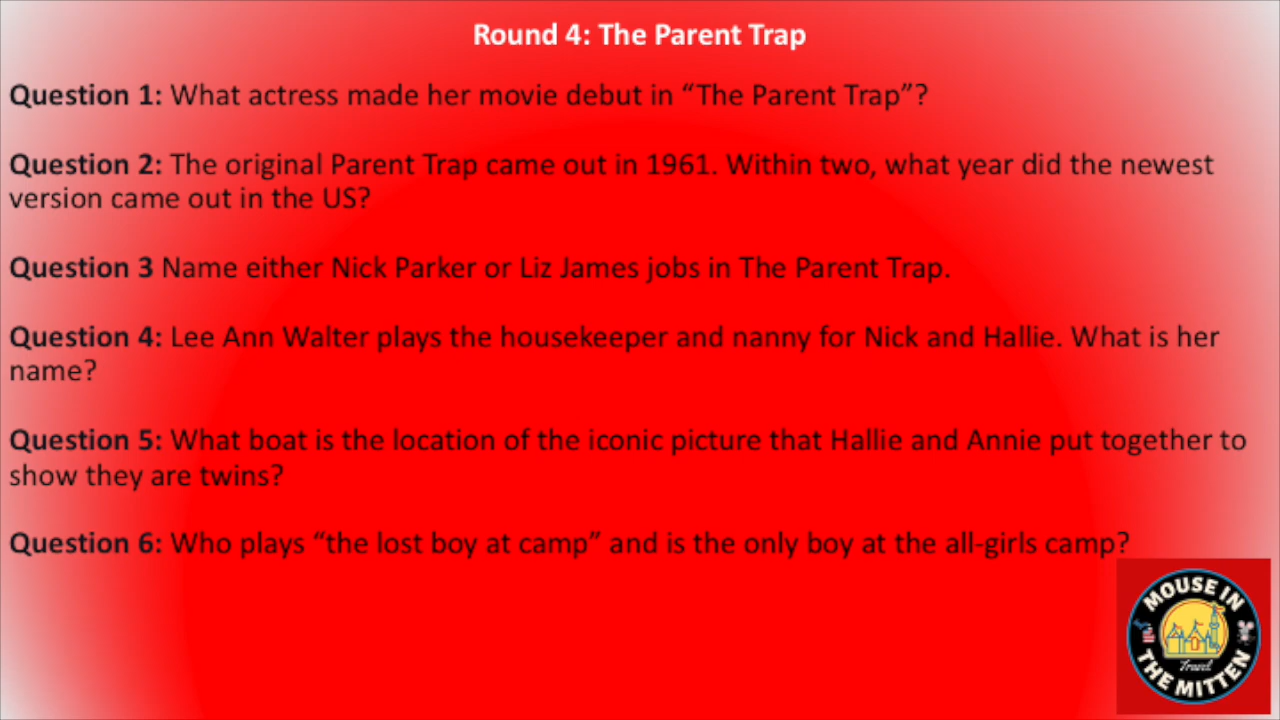 Round 4: The Parent Trap
Question 1: What actress made her movie debut in “The Parent Trap”?
Question 2: The original Parent Trap came out in 1961. Within two, what year did the newest
version came out in the US?
Question 3 Name either Nick Parker or Liz James jobs in The Parent Trap.
Question 4: Lee Ann Walter plays the housekeeper and nanny for Nick and Hallie. What is her
name?
Question 5: What boat is the location of the iconic picture that Hallie and Annie put together to
show they are twins?
Question 6: Who plays “the lost boy at camp” and is the only boy at the all-girls camp?
MOUSE IN
Travel
THE MITTEN